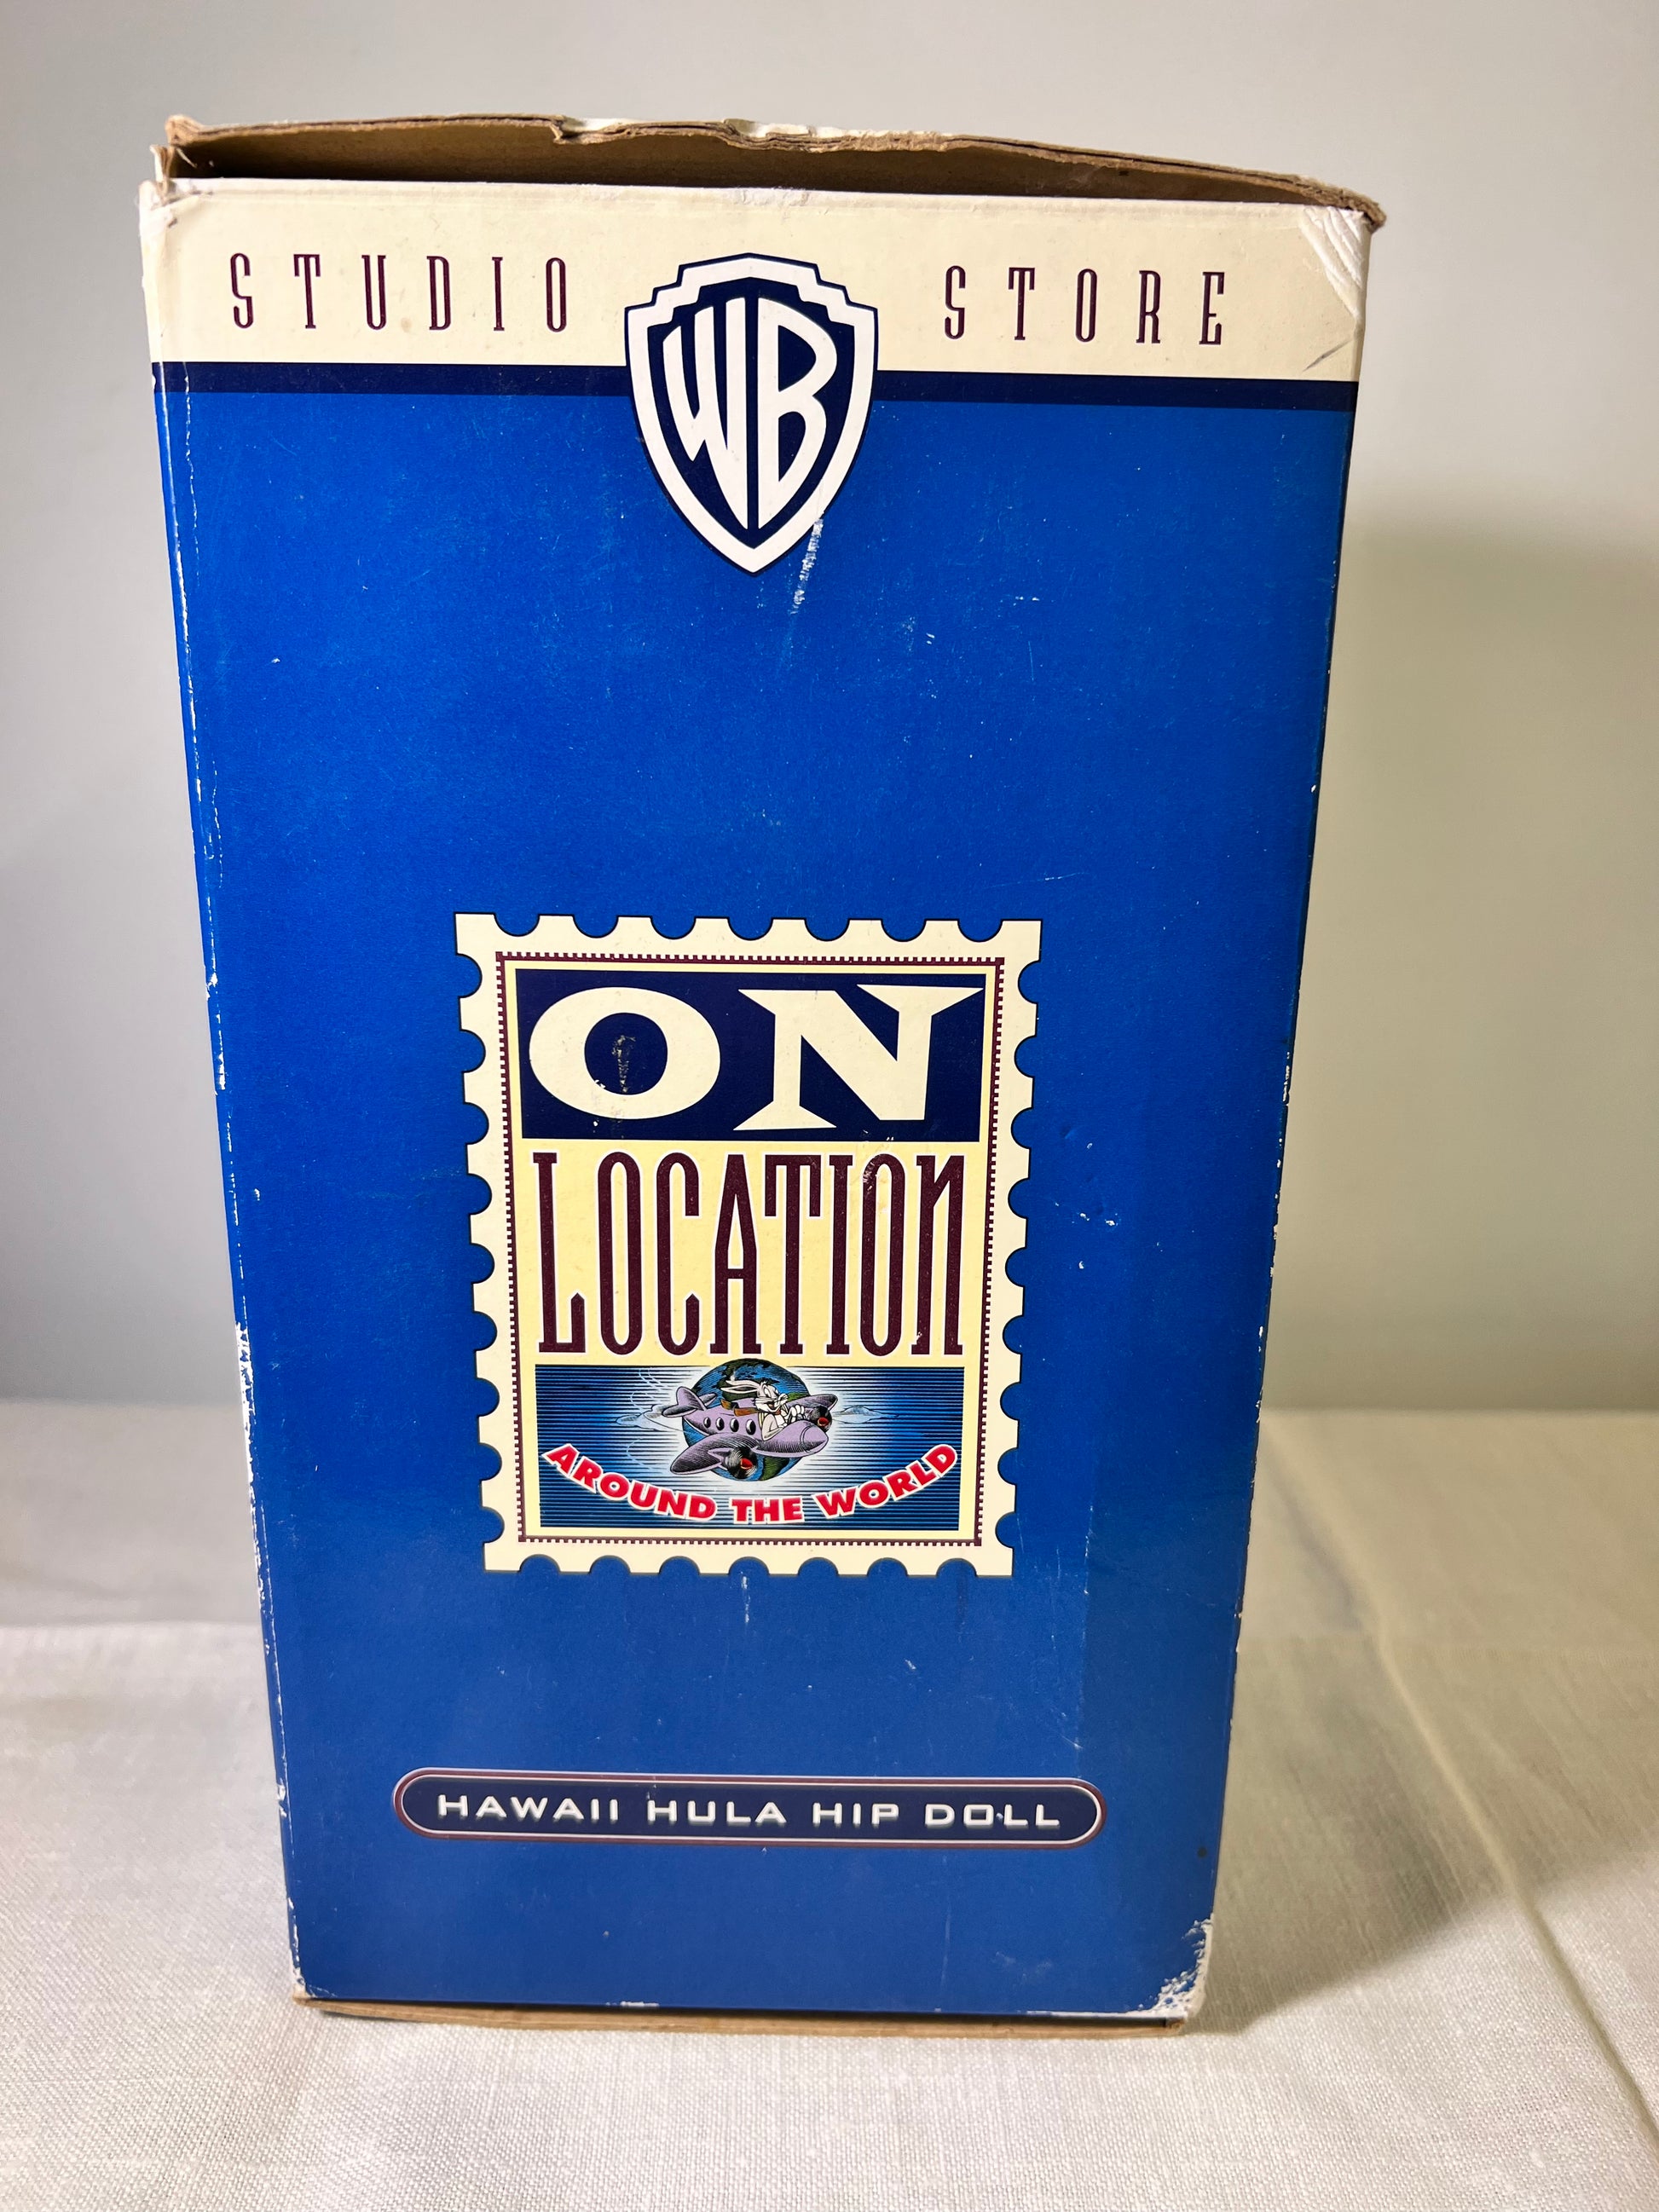 STUDIO WB STORE
ON
LOCATION
AROUND THE WORLD
HAWAII HULA HIP DOLL